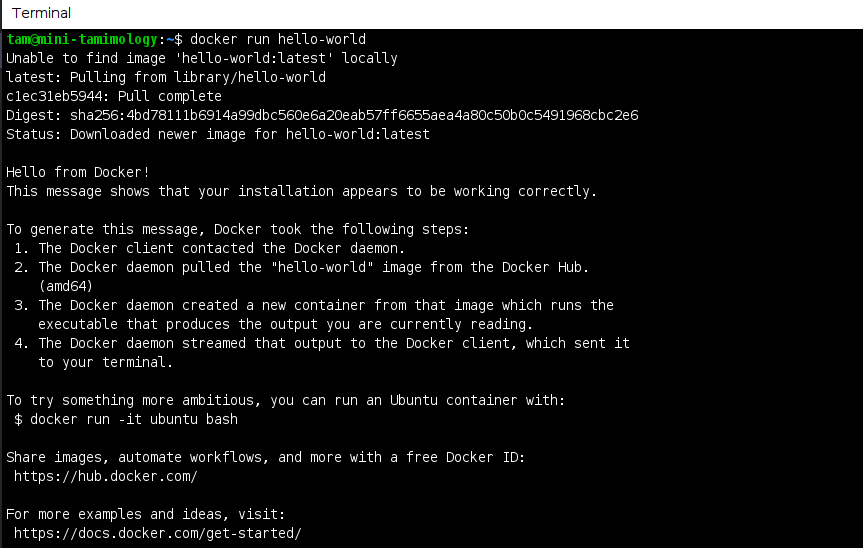 Terminal
tam@mini-tamimology:~$ docker run hello-world
Unable to find image 'hello-world:latest' locally
latest: Pulling from library/hello-world
c1ec31eb5944: Pull complete
Digest: sha256:4bd78111b6914a99dbc560e6a20eab57ff6655aea4a80c50b0c5491968cbc2e6
Status: Downloaded newer image for hello-world:latest
Hello from Docker!
This message shows that your installation appears to be working correctly.
To generate this message, Docker took the following steps:
1. The Docker client contacted the Docker daemon.
2. The Docker daemon pulled the "hello-world" image from the Docker Hub.
(amd64)
3. The Docker daemon created a new container from that image which runs the
executable that produces the output you are currently reading.
4. The Docker daemon streamed that output to the Docker client, which sent it
to your terminal.
To try something more ambitious, you can run an Ubuntu container with:
$ docker run -it ubuntu bash
Share images, automate workflows, and more with a free Docker ID:
https://hub.docker.com/
For more examples and ideas, visit:
https://docs.docker.com/get-started/